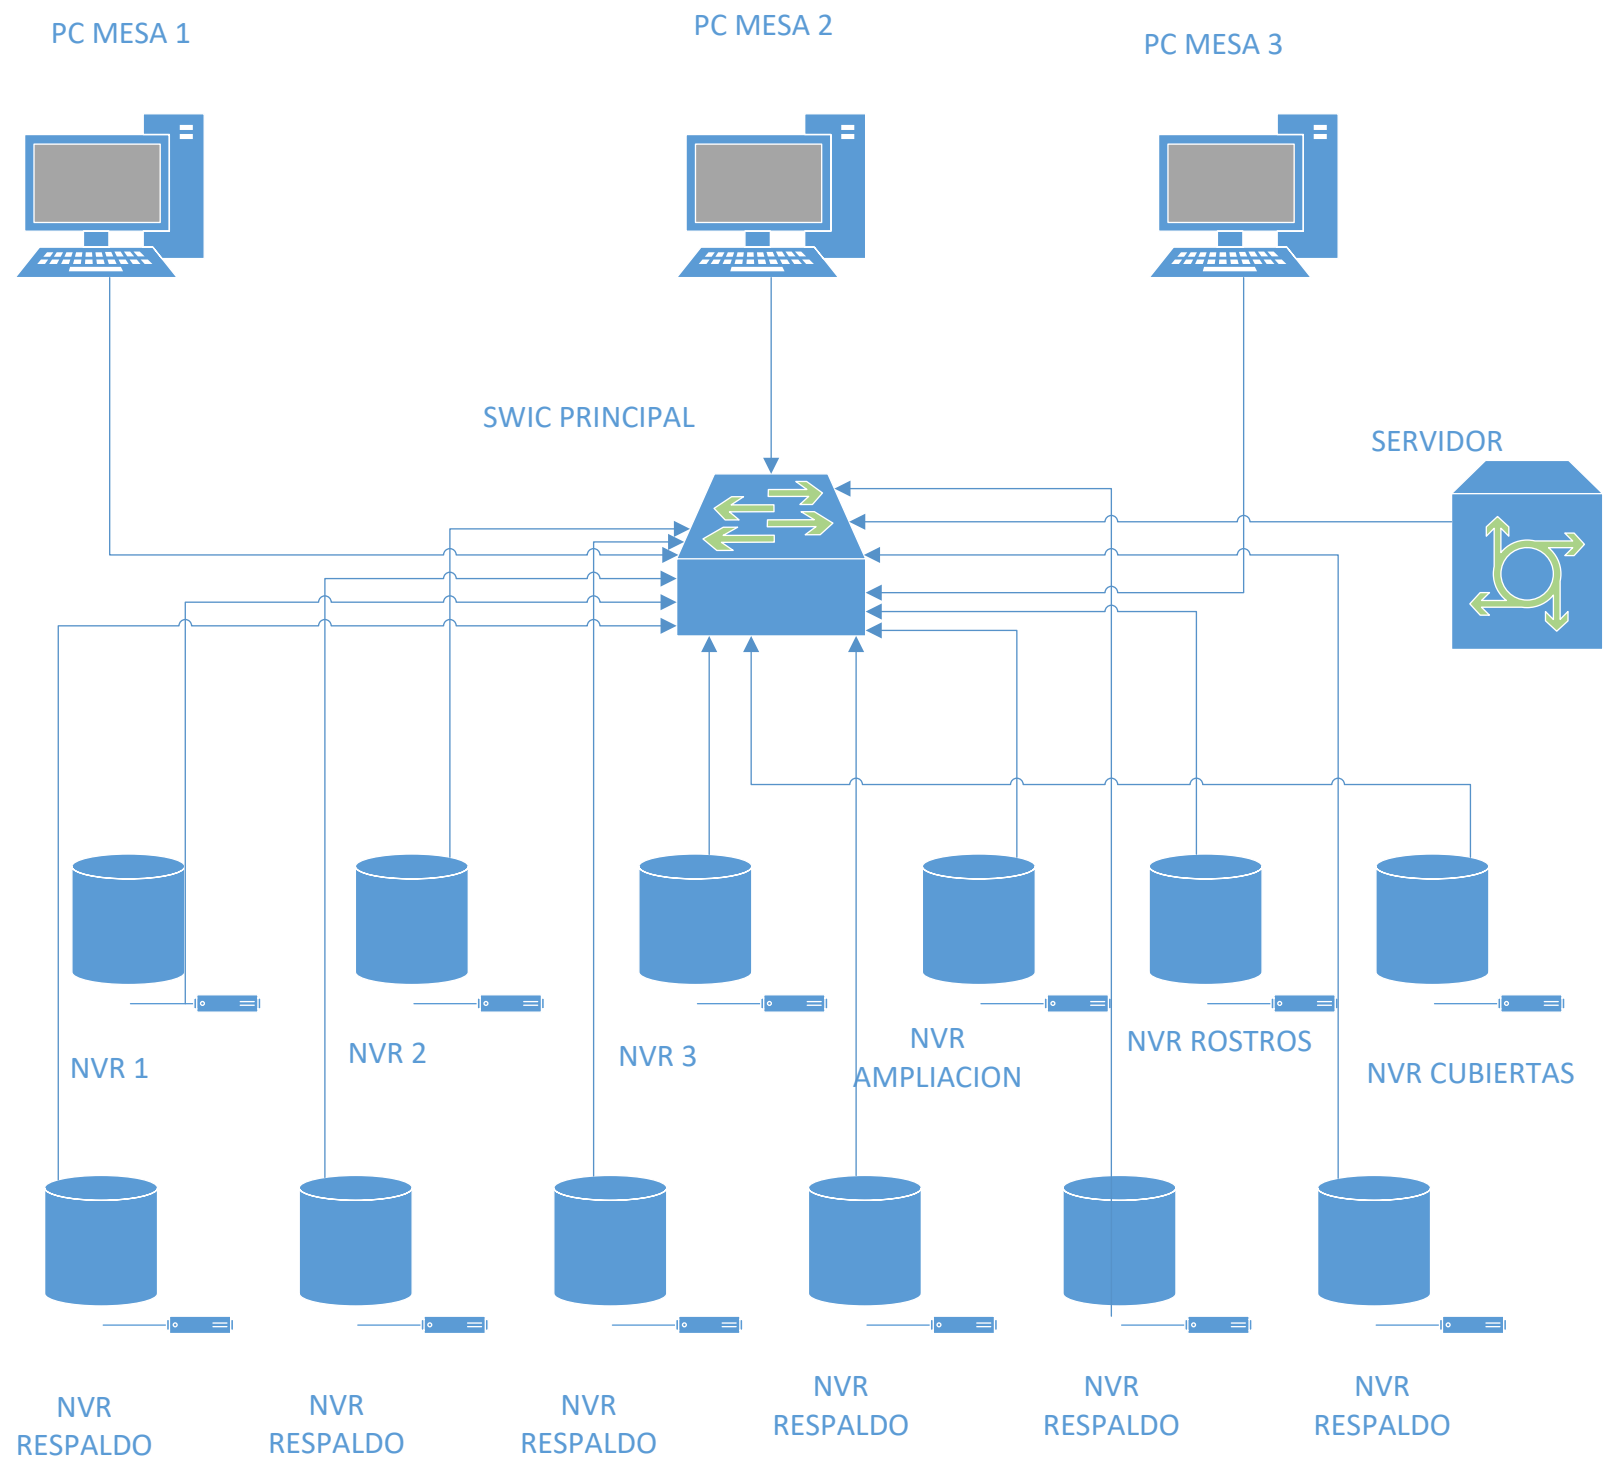 PC MESA 1
PC MESA 2
PC MESA 3
SWIC PRINCIPAL
SERVIDOR
NVR 1
NVR 2
NVR 3
NVR
AMPLIACION
NVR ROSTROS
NVR CUBIERTAS
NVR
RESPALDO
NVR
RESPALDO
NVR
RESPALDO
NVR
RESPALDO
NVR
RESPALDO
NVR
RESPALDO